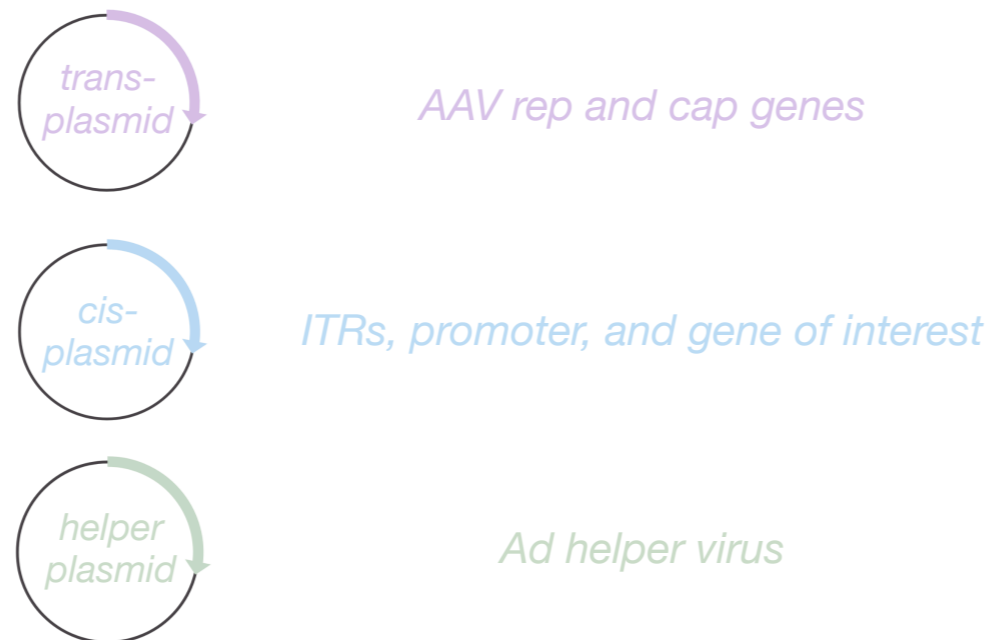 trans-
plasmid
AAV rep and cap genes
cis-
plasmid
ITRs, promoter, and gene of interest
helper
plasmid
Ad helper virus